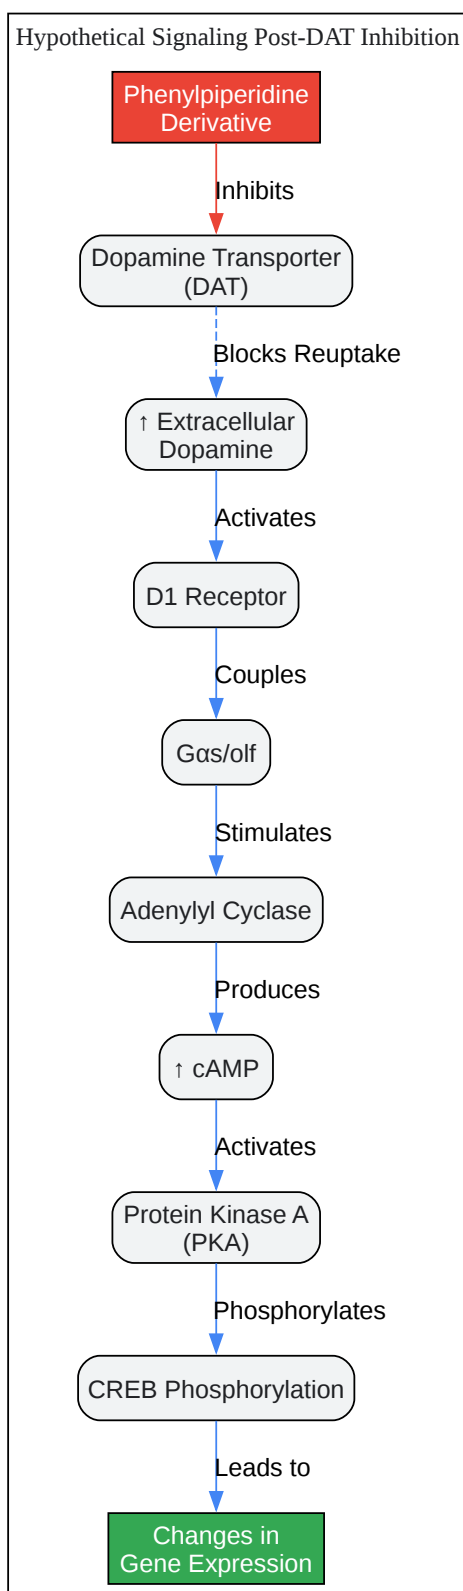 Hypothetical Signaling Post-DAT Inhibition
Phenylpiperidine
Derivative
Inhibits
Dopamine Transporter
(DAT)
Blocks Reuptake
↑ Extracellular
Dopamine
Activates
D1 Receptor
Couples
Gαs/olf
Stimulates
Adenylyl Cyclase
Produces
↑ cAMP
Activates
Protein Kinase A
(PKA)
Phosphorylates
CREB Phosphorylation
Leads to
Changes in
Gene Expression